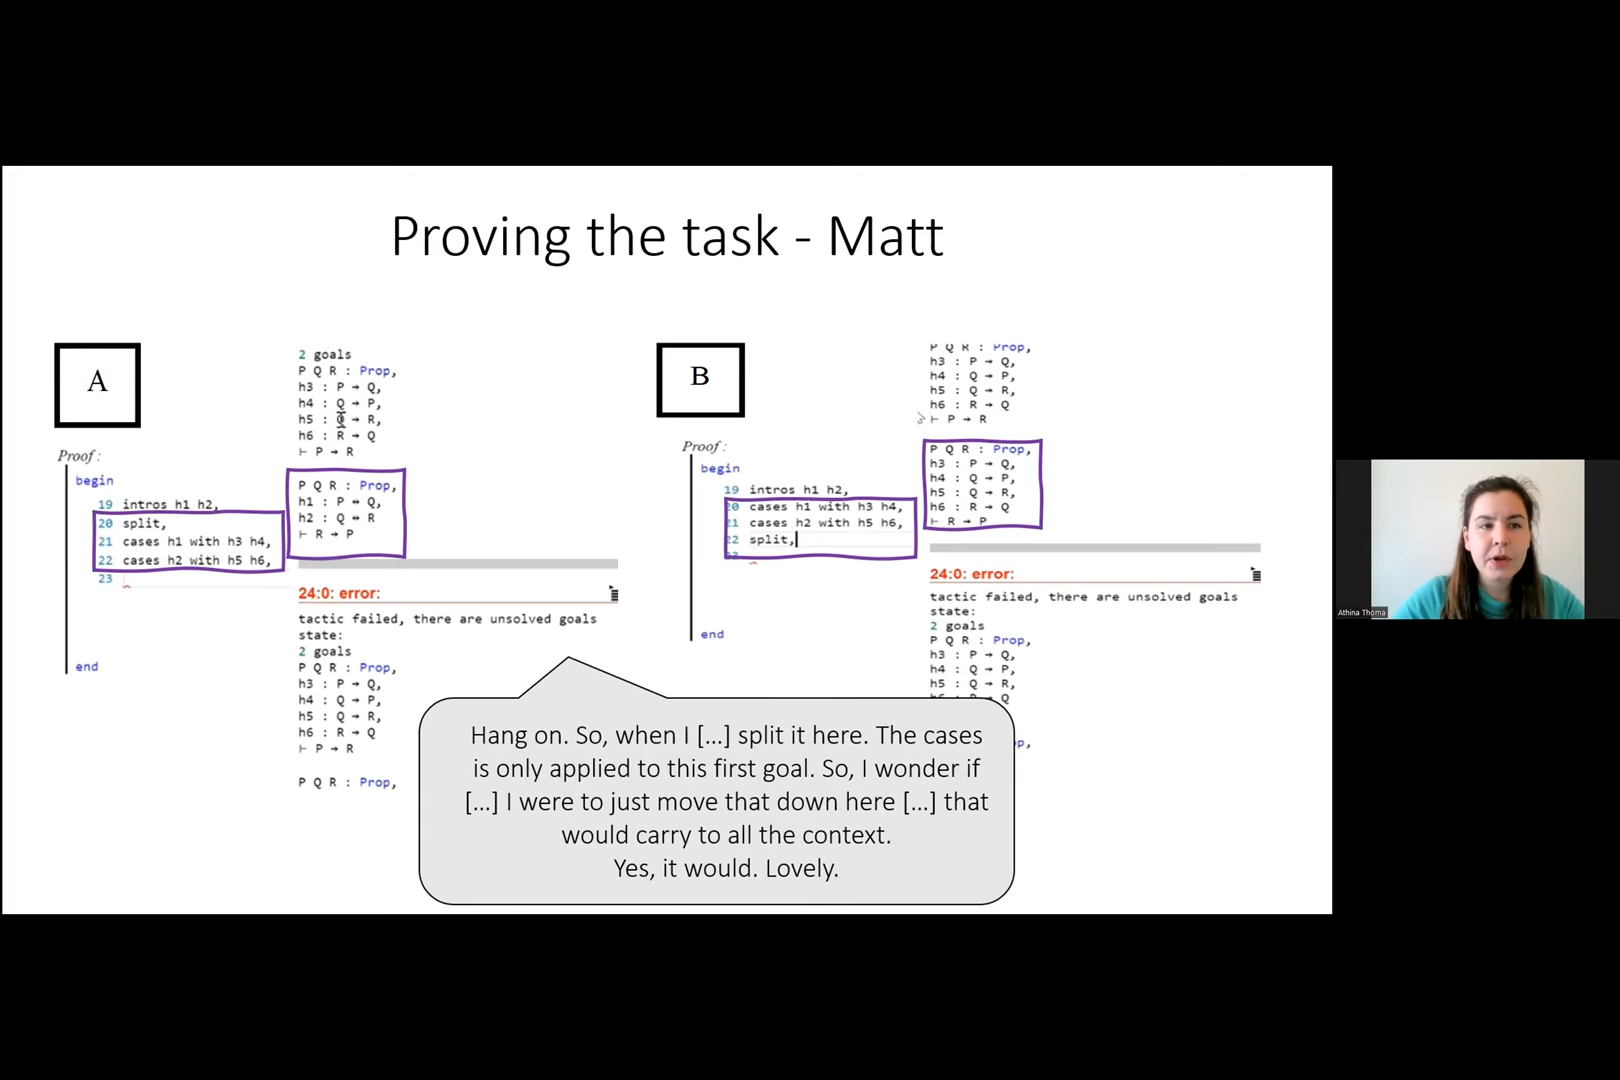 Proving the task - Matt
A
2 goals
P Q R : Prop,
h3 : P → Q,
h4 : Q → P,
h5 : Q → R,
h6 : R → Q
⊢ P → R
Proof :
begin
19 intros h1 h2,
20 split,
21 cases h1 with h3 h4,
22 cases h2 with h5 h6,
23
end
P Q R : Prop,
h1 : P ↔ Q,
h2 : Q ↔ R
⊢ R → P
24:0: error:
tactic failed, there are unsolved goals
state:
2 goals
P Q R : Prop,
h3 : P → Q,
h4 : Q → P,
h5 : Q → R,
h6 : R → Q
⊢ P → R
P Q R : Prop,
B
P Q R : Prop,
h3 : P → Q,
h4 : Q → P,
h5 : Q → R,
h6 : R → Q
⊢ P → R
Proof :
begin
19 intros h1 h2,
20 cases h1 with h3 h4,
21 cases h2 with h5 h6,
22 split,
23
end
P Q R : Prop,
h3 : P → Q,
h4 : Q → P,
h5 : Q → R,
h6 : R → Q
⊢ R → P
24:0: error:
tactic failed, there are unsolved goals
state:
2 goals
P Q R : Prop,
h3 : P → Q,
h4 : Q → P,
h5 : Q → R,
Hang on. So, when I [...] split it here. The cases
is only applied to this first goal. So, I wonder if
[...] I were to just move that down here [...] that
would carry to all the context.
Yes, it would. Lovely.
Athina Thoma